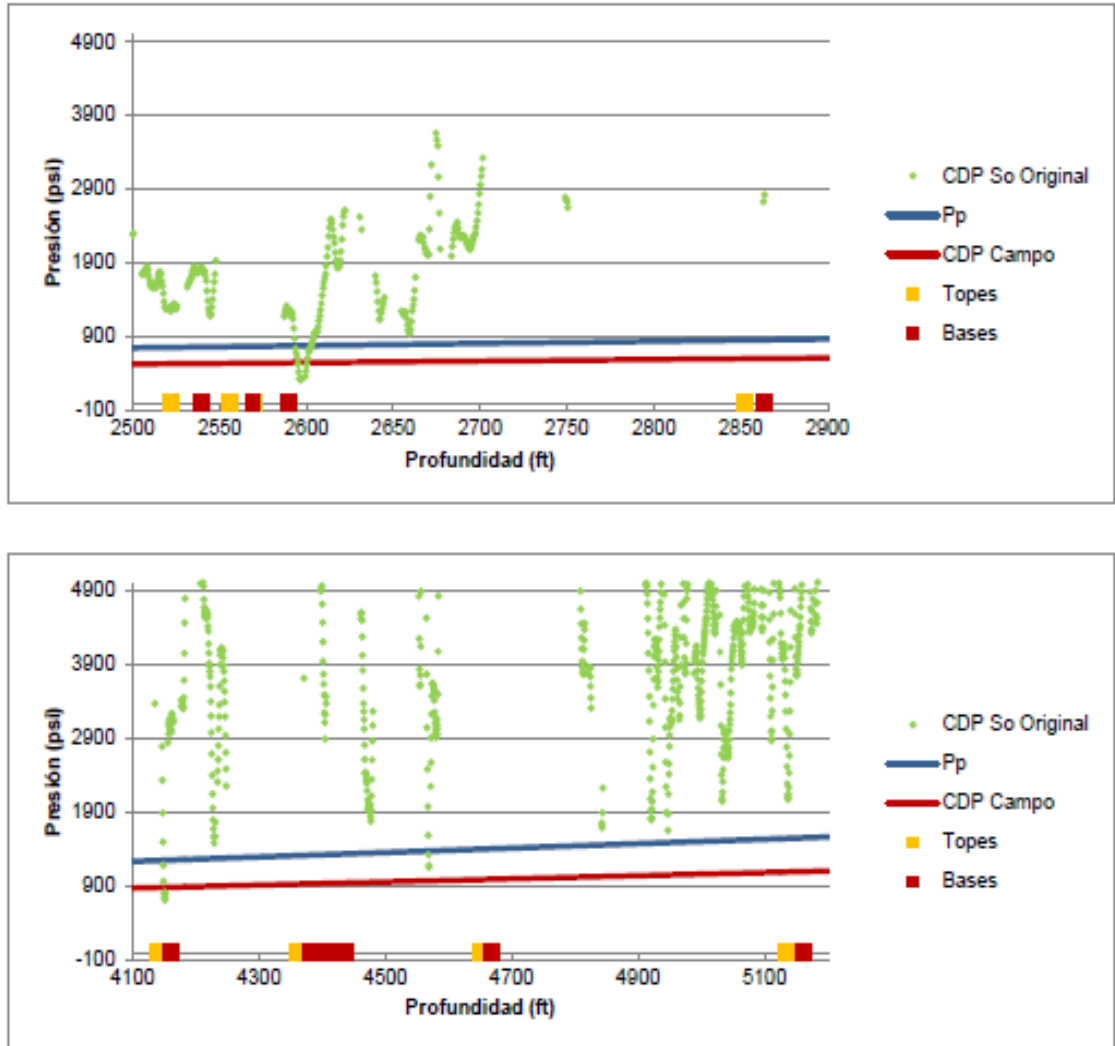 4900
3900
2900
1900
900
-100
Presión (psi)
2500 2550 2600 2650 2700 2750 2800 2850 2900
Profundidad (ft)
CDP So Original
Pp
CDP Campo
Topes
Bases
4900
3900
2900
1900
900
-100
Presión (psi)
4100 4300 4500 4700 4900 5100
Profundidad (ft)
CDP So Original
Pp
CDP Campo
Topes
Bases